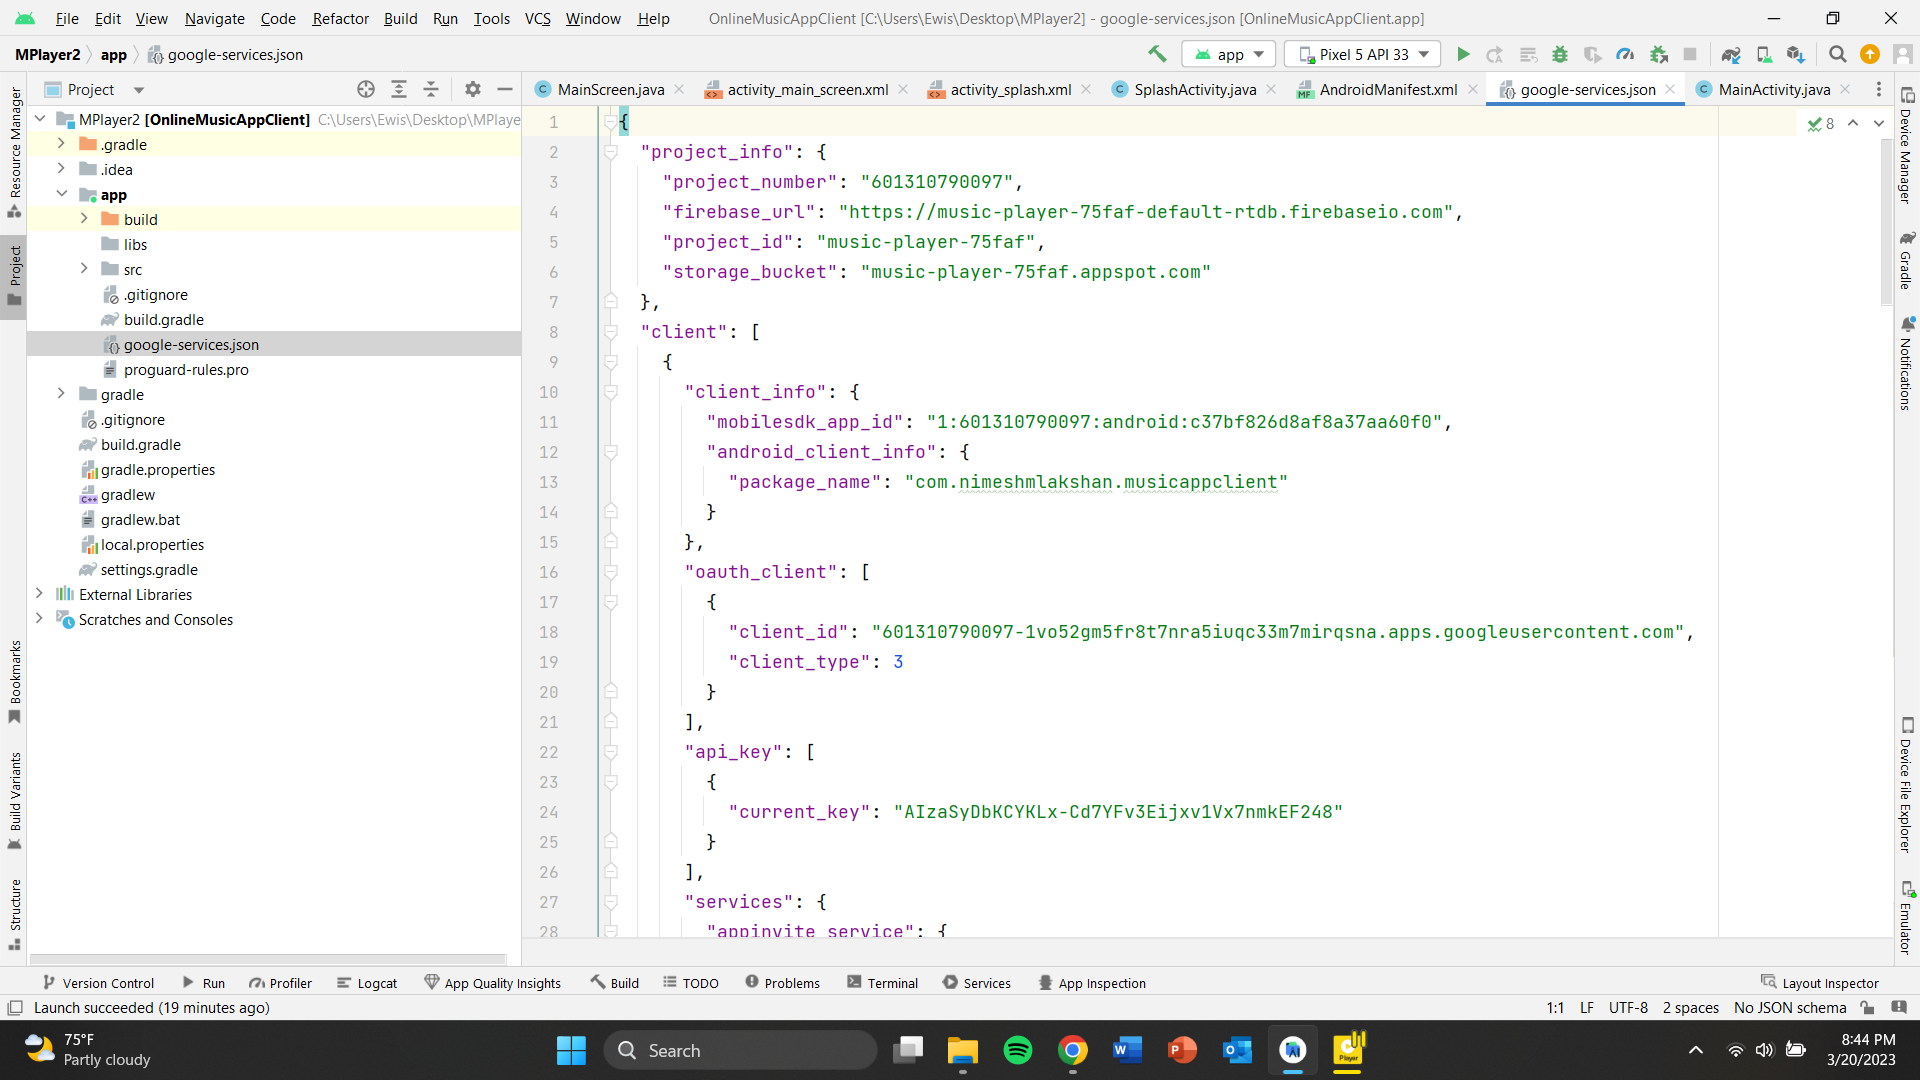 File Edit View Navigate Code Refactor Build Run Tools VCS Window Help OnlineMusicAppClient [C:\Users\Ewis\Desktop\MPlayer2] - google-services.json [OnlineMusicAppClient.app]
MPlayer2 app google-services.json app Pixel 5 API 33
Project MainScreen.java activity_main_screen.xml activity_splash.xml SplashActivity.java AndroidManifest.xml google-services.json MainActivity.java
Resource Manager
Project
Bookmarks
Build Variants
Structure
MPlayer2 [OnlineMusicAppClient] C:\Users\Ewis\Desktop\MPlaye
.gradle
.idea
app
build
libs
src
.gitignore
build.gradle
google-services.json
proguard-rules.pro
gradle
.gitignore
build.gradle
gradle.properties
gradlew
gradlew.bat
local.properties
settings.gradle
External Libraries
Scratches and Consoles
8
1 {
2 "project_info": {
3 "project_number": "601310790097",
4 "firebase_url": "https://music-player-75faf-default-rtdb.firebaseio.com",
5 "project_id": "music-player-75faf",
6 "storage_bucket": "music-player-75faf.appspot.com"
7 },
8 "client": [
9 {
10 "client_info": {
11 "mobilesdk_app_id": "1:601310790097:android:c37bf826d8af8a37aa60f0",
12 "android_client_info": {
13 "package_name": "com.nimeshmlakshan.musicappclient"
14 }
15 },
16 "oauth_client": [
17 {
18 "client_id": "601310790097-1vo52gm5fr8t7nra5iuqc33m7mirqsna.apps.googleusercontent.com",
19 "client_type": 3
20 }
21 ],
22 "api_key": [
23 {
24 "current_key": "AIzaSyDbKCYKLx-Cd7YFv3Eijxv1Vx7nmkEF248"
25 }
26 ],
27 "services": {
28 "appinvite_service": {
Device Manager
Gradle
Notifications
Device File Explorer
Emulator
Version Control Run Profiler Logcat App Quality Insights Build TODO Problems Terminal Services App Inspection Layout Inspector
Launch succeeded (19 minutes ago) 1:1 LF UTF-8 2 spaces No JSON schema
75°F
Partly cloudy
Search
Player
8:44 PM
3/20/2023